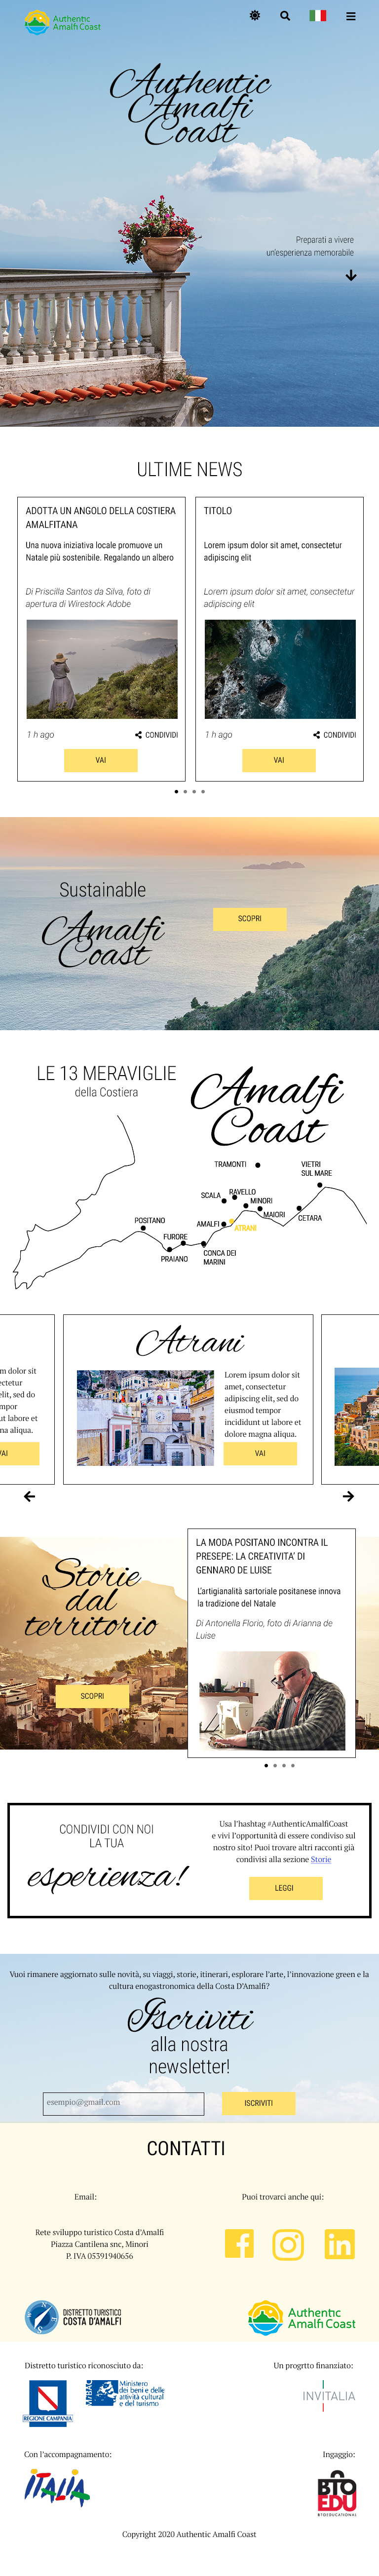 Authentic
Amalfi Coast
Authentic
Amalfi
Coast
Preparati a vivere
un'esperienza memorabile
ULTIME NEWS
ADOTTA UN ANGOLO DELLA COSTIERA
AMALFITANA
Una nuova iniziativa locale promuove un
Natale più sostenibile. Regalando un albero
Di Priscilla Santos da Silva, foto di
apertura di Wirestock Adobe
1 h ago
CONDIVIDI
VAI
TITOLO
Lorem ipsum dolor sit amet, consectetur
adipiscing elit
Lorem ipsum dolor sit amet, consectetur
adipiscing elit
1 h ago
CONDIVIDI
VAI
Sustainable
Amalfi
Coast
SCOPRI
LE 13 MERAVIGLIE
della Costiera
Amalfi
Coast
TRAMONTI
VIETRI
SUL MARE
SCALA
RAVELLO
MINORI
MAIORI
CETARA
POSITANO
AMALFI
ATRANI
FURORE
PRAIANO
CONCA DEI
MARINI
m dolor sit
ectetur
elit, sed do
mpor
ut labore et
na aliqua.
VAI
Atrani
Lorem ipsum dolor sit
amet, consectetur
adipiscing elit, sed do
eiusmod tempor
incididunt ut labore et
dolore magna aliqua.
VAI
Storie
dal
territorio
SCOPRI
LA MODA POSITANO INCONTRA IL
PRESEPE: LA CREATIVITA' DI
GENNARO DE LUISE
L'artigianalità sartoriale positanese innova
la tradizione del Natale
Di Antonella Florio, foto di Arianna de
Luise
CONDIVIDI CON NOI
LA TUA
esperienza!
Usa l'hashtag #AuthenticAmalfiCoast
e vivi l'opportunità di essere condiviso sul
nostro sito! Puoi trovare altri racconti già
condivisi alla sezione Storie
LEGGI
Vuoi rimanere aggiornato sulle novità, su viaggi, storie, itinerari, esplorare l'arte, l'innovazione green e la
cultura enogastronomica della Costa D'Amalfi?
Iscriviti
alla nostra
newsletter!
esempio@gmail.com
ISCRIVITI
CONTATTI
Email:
Puoi trovarci anche qui:
Rete sviluppo turistico Costa d'Amalfi
Piazza Cantilena snc, Minori
P. IVA 05391940656
DISTRETTO TURISTICO
COSTA D'AMALFI
Authentic
Amalfi Coast
Distretto turistico riconosciuto da:
Un progrtto finanziato:
REGIONE CAMPANIA
Ministero
dei beni e delle
attività culturali
e del turismo
INVITALIA
Con l'accompagnamento:
Ingaggio:
ITALIA
BTO
EDU
BTOEDUCATIONAL
Copyright 2020 Authentic Amalfi Coast